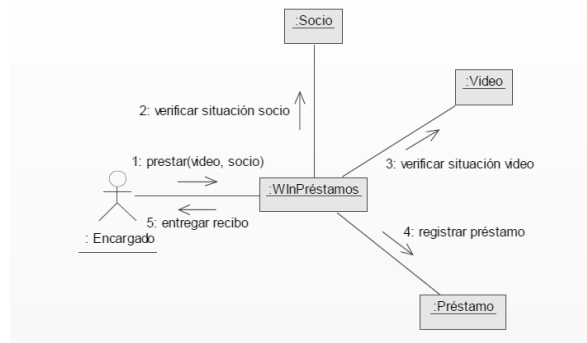 :Socio
:Video
2: verificar situación socio
1: prestar(video, socio)
3: verificar situación video
:WInPréstamos
5: entregar recibo
: Encargado
4: registrar préstamo
:Préstamo